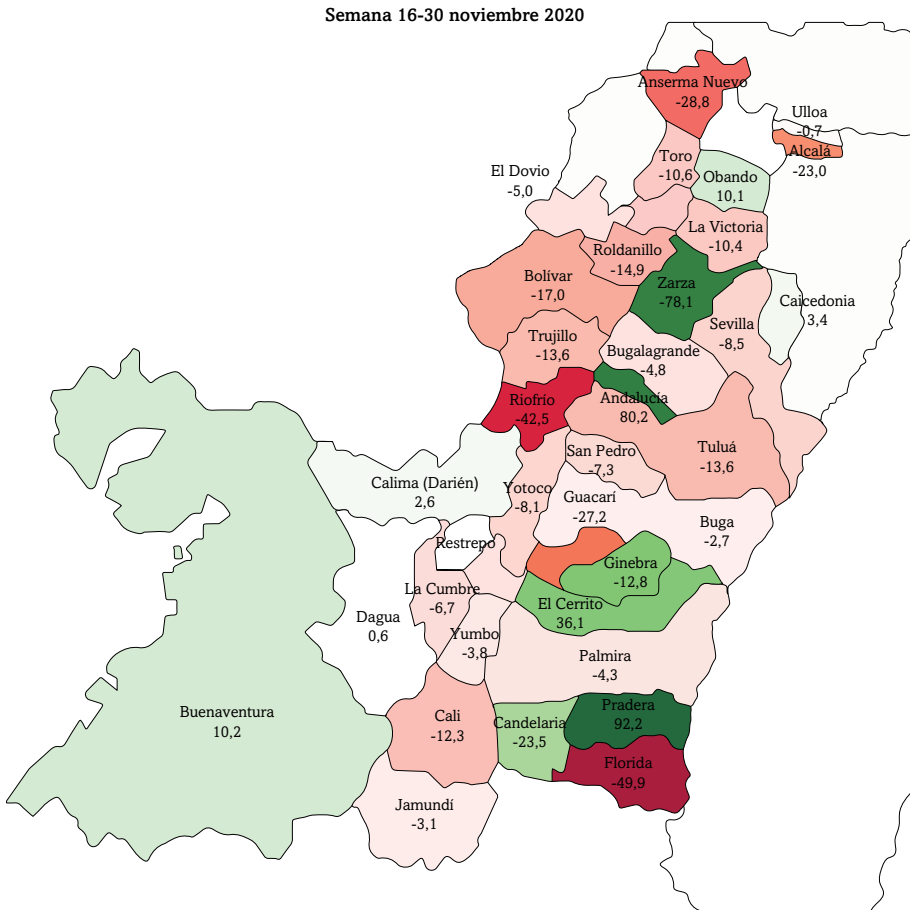 Semana 16-30 noviembre 2020
Anserma Nuevo
-28,8
Ulloa
-0,7
Alcalá
-23,0
Toro
-10,6
El Dovio
-5,0
Obando
10,1
La Victoria
-10,4
Roldanillo
-14,9
Bolívar
-17,0
Zarza
-78,1
Caicedonia
3,4
Sevilla
-8,5
Trujillo
-13,6
Bugalagrande
-4,8
Riofrío
-42,5
Andalucía
80,2
Tuluá
-13,6
San Pedro
-7,3
Calima (Darién)
2,6
Yotoco
-8,1
Guacarí
-27,2
Buga
-2,7
Restrepo
Ginebra
-12,8
La Cumbre
-6,7
El Cerrito
36,1
Dagua
0,6
Yumbo
-3,8
Palmira
-4,3
Buenaventura
10,2
Cali
-12,3
Candelaria
-23,5
Pradera
92,2
Florida
-49,9
Jamundí
-3,1